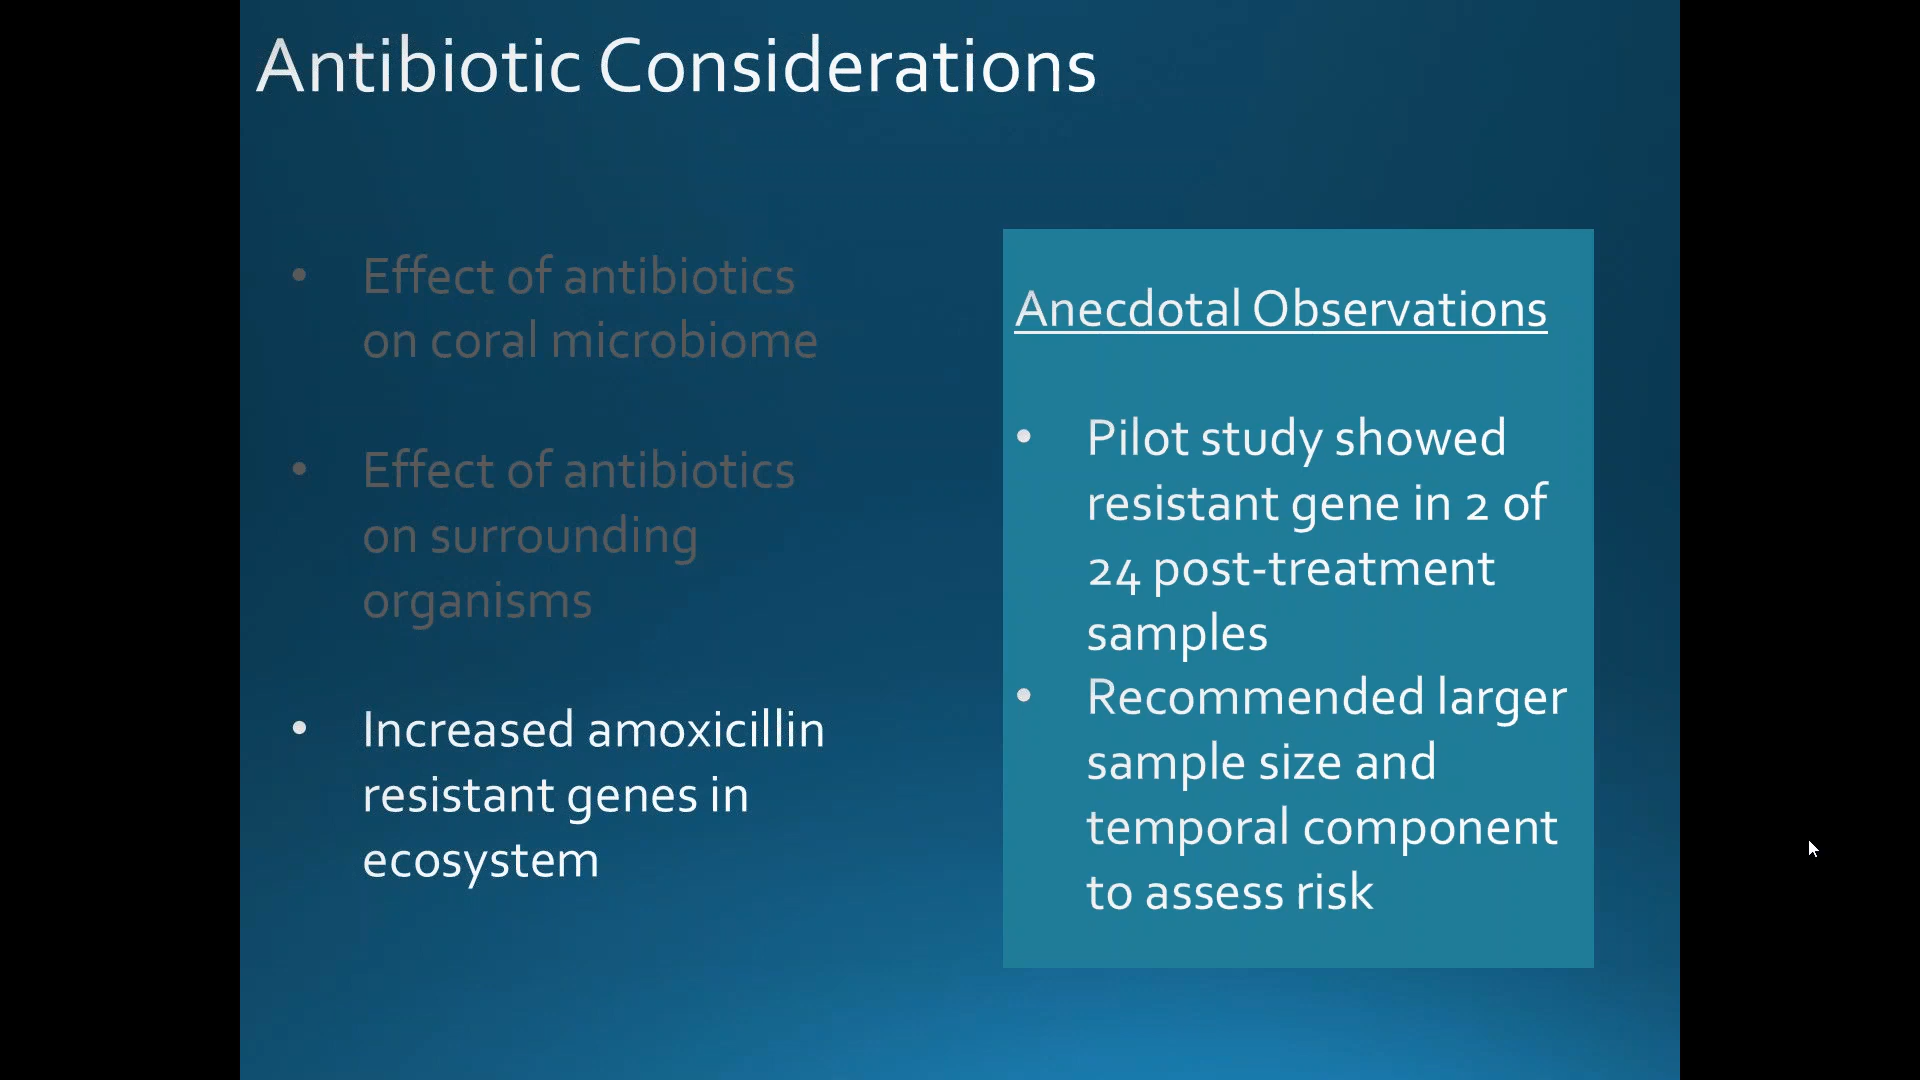 Antibiotic Considerations
• Effect of antibiotics
on coral microbiome
• Effect of antibiotics
on surrounding
organisms
• Increased amoxicillin
resistant genes in
ecosystem
Anecdotal Observations
• Pilot study showed
resistant gene in 2 of
24 post-treatment
samples
• Recommended larger
sample size and
temporal component
to assess risk